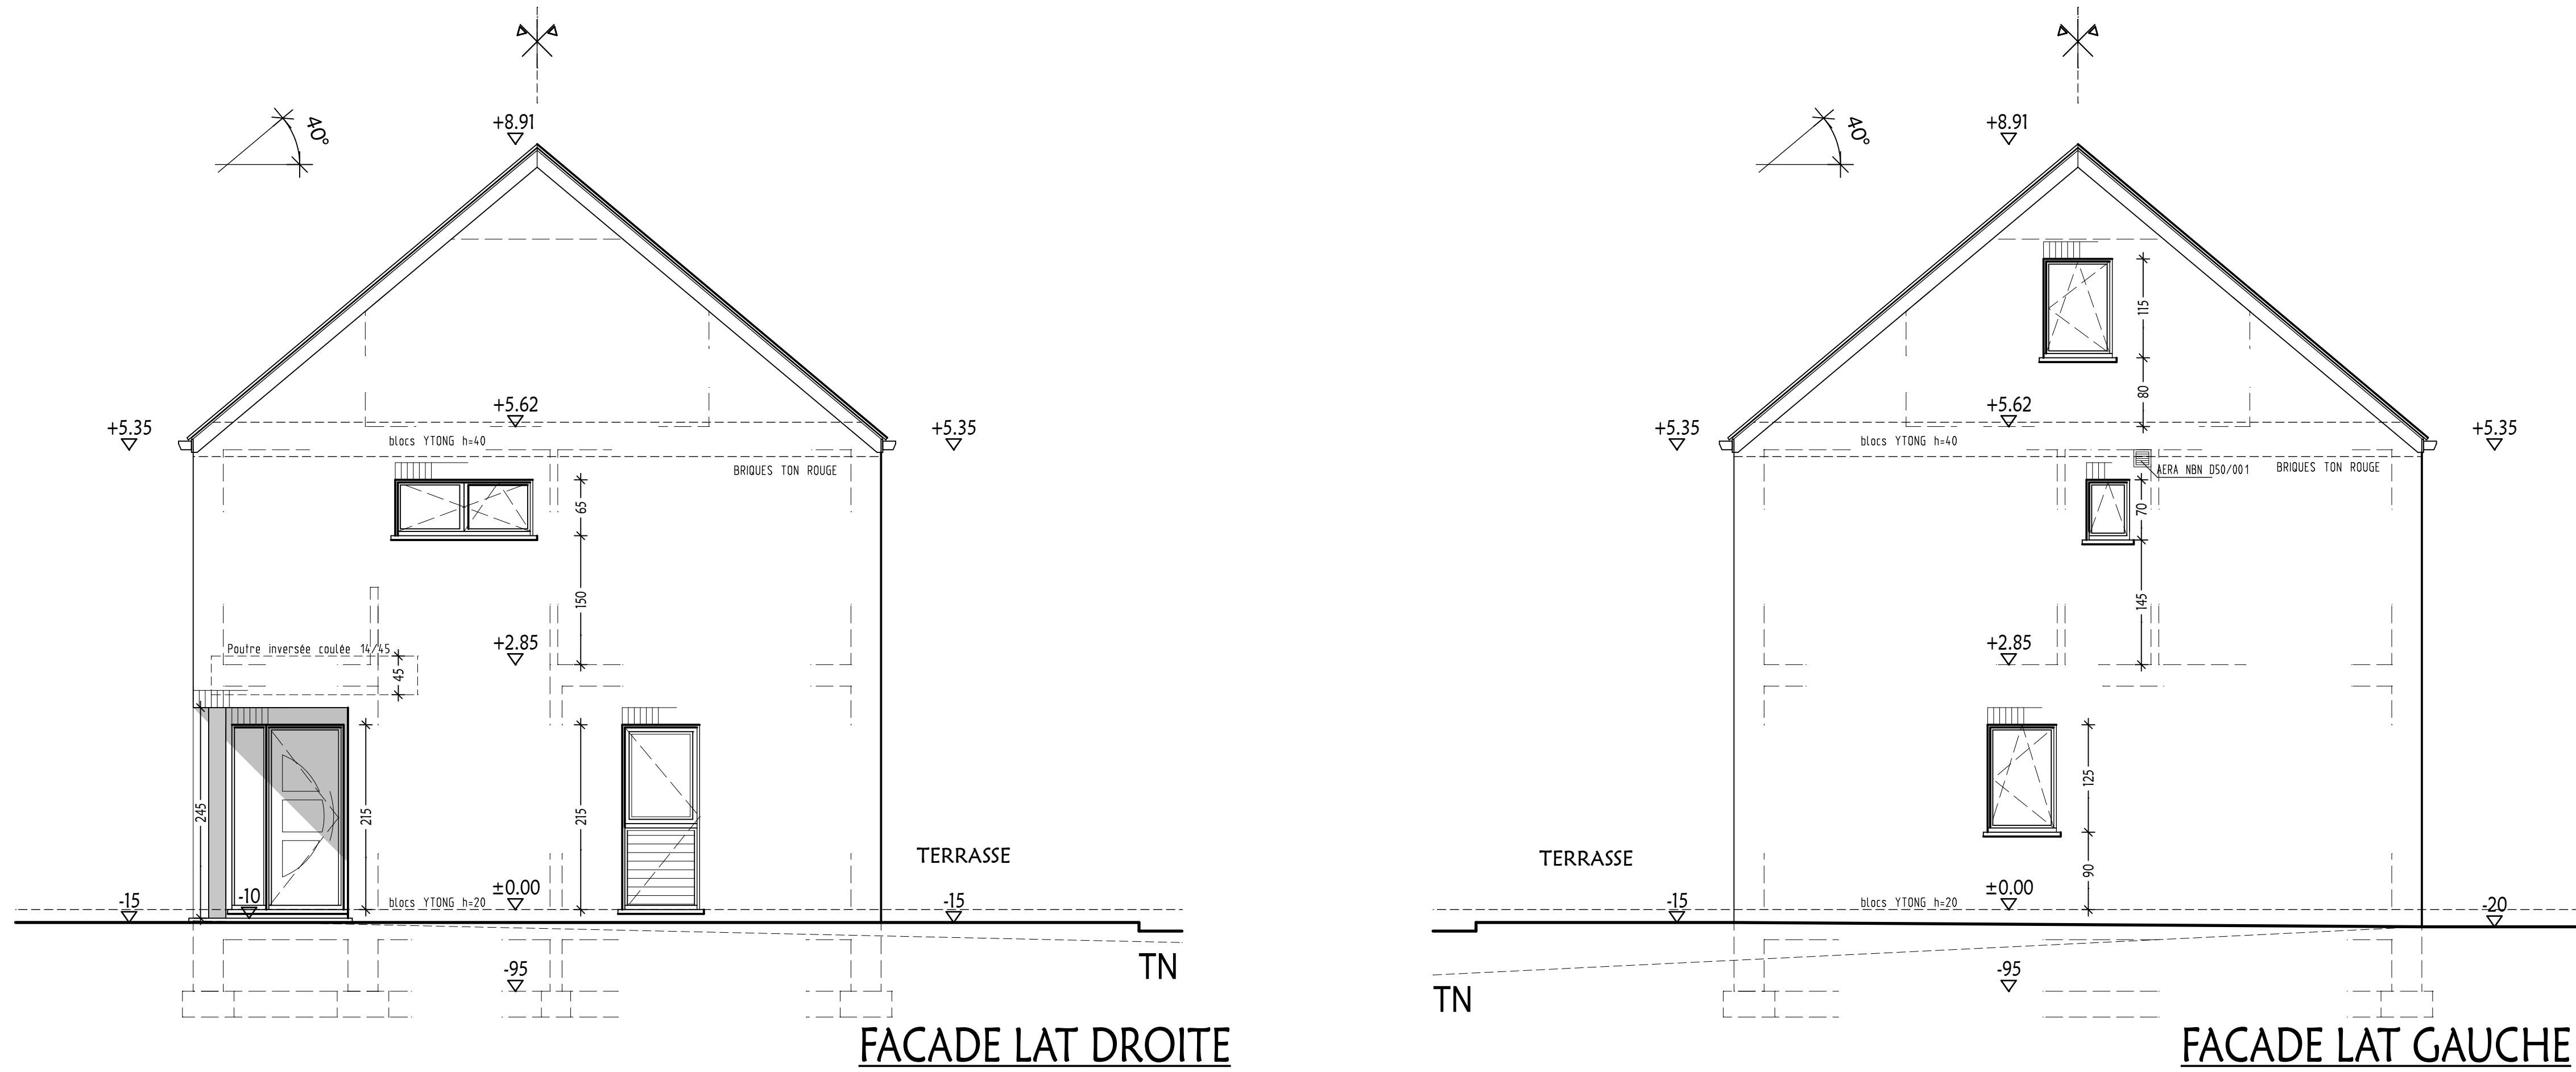 40°
+8.91
+5.62
+5.35
+5.35
blocs YTONG h=40
BRIQUES TON ROUGE
65
150
+2.85
Poutre inversée coulée 14/45
45
245
215
215
TERRASSE
-15
-10
blocs YTONG h=20
±0.00
-15
TN
-95
FACADE LAT DROITE
40°
+8.91
115
80
+5.62
+5.35
+5.35
blocs YTONG h=40
AERA NBN D50/001
BRIQUES TON ROUGE
70
145
+2.85
125
90
TERRASSE
-15
blocs YTONG h=20
±0.00
-20
-95
TN
FACADE LAT GAUCHE